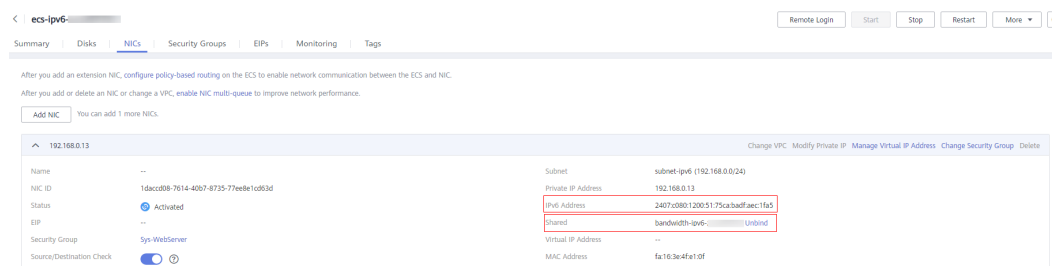 ecs-ipv6-
Remote Login Start Stop Restart More
Summary Disks NICs Security Groups EIPs Monitoring Tags
After you add an extension NIC, configure policy-based routing on the ECS to enable network communication between the ECS and NIC.
After you add or delete an NIC or change a VPC, enable NIC multi-queue to improve network performance.
Add NIC You can add 1 more NICs.
192.168.0.13 Change VPC Modify Private IP Manage Virtual IP Address Change Security Group Delete
Name -- Subnet subnet-ipv6 (192.168.0.0/24)
NIC ID 1daccd08-7614-40b7-8735-77ee8e1cd63d Private IP Address 192.168.0.13
Status Activated IPv6 Address 2407:c080:1200:51:75ca:badf:aec:1fa5
EIP -- Shared bandwidth-ipv6- Unbind
Security Group Sys-WebServer Virtual IP Address --
Source/Destination Check MAC Address fa:16:3e:4f:e1:0f